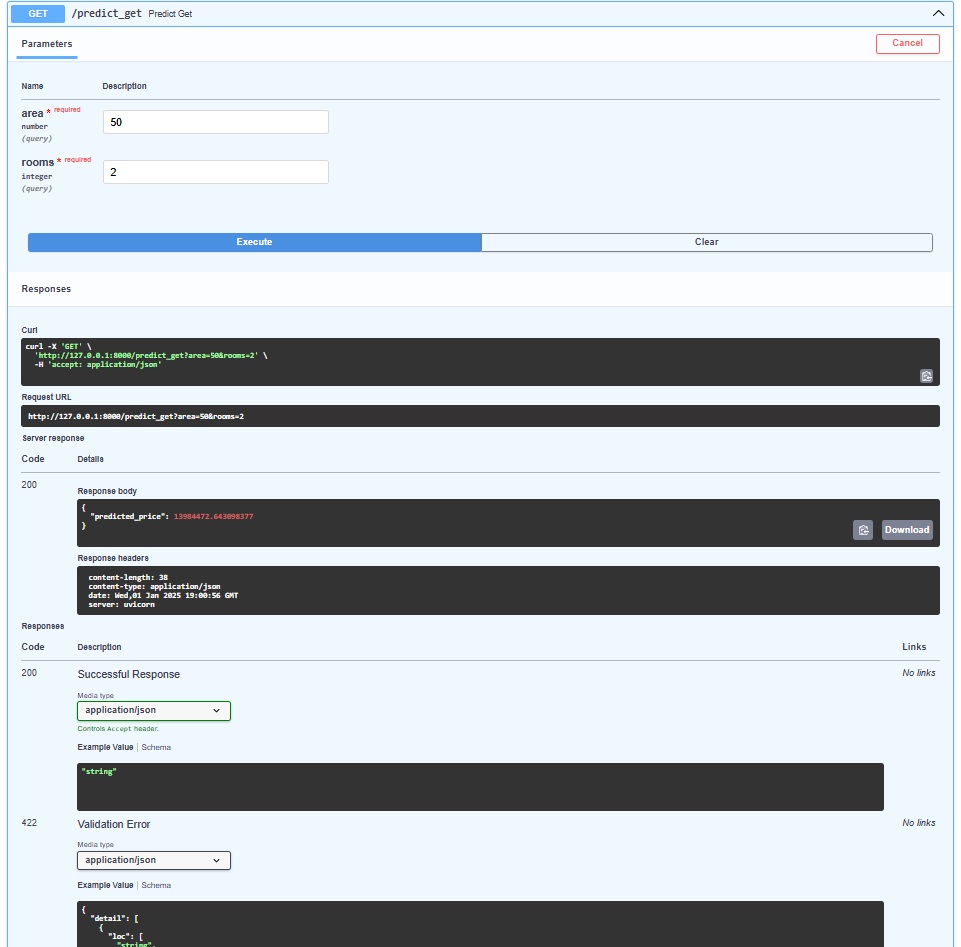 GET /predict_get Predict Get
Parameters Cancel
Name Description
area * required
number
(query)
50
rooms * required
integer
(query)
2
Execute Clear
Responses
Curl
curl -X 'GET' \
'http://127.0.0.1:8000/predict_get?area=50&rooms=2' \
-H 'accept: application/json'
Request URL
http://127.0.0.1:8000/predict_get?area=50&rooms=2
Server response
Code Details
200
Response body
{
"predicted_price": 13984472.643098377
}
Download
Response headers
content-length: 38
content-type: application/json
date: Wed,01 Jan 2025 19:00:56 GMT
server: uvicorn
Responses
Code Description Links
200 Successful Response No links
Media type
application/json
Controls Accept header.
Example Value | Schema
"string"
422 Validation Error No links
Media type
application/json
Example Value | Schema
{
"detail": [
{
"loc": [
"string",